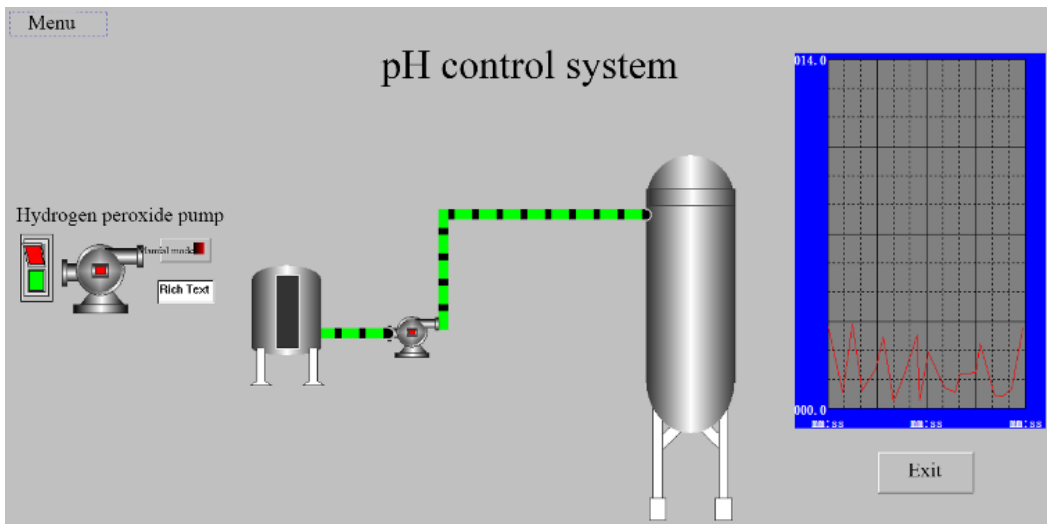 Menu
pH control system
014.0
Hydrogen peroxide pump
Rich Text
000.0
mm:ss mm:ss mm:ss
Exit